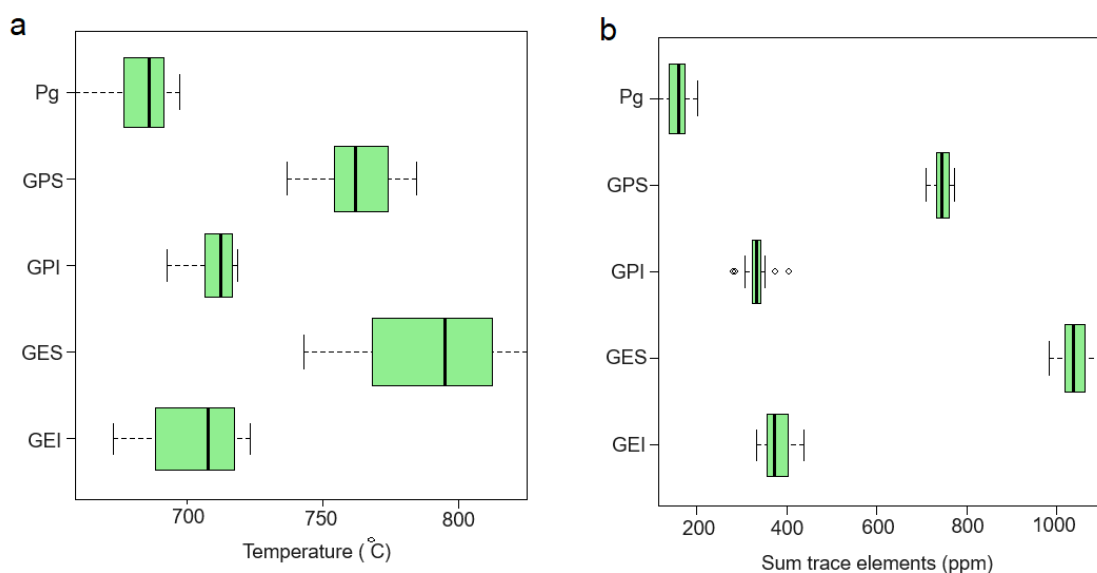 a
Pg
GPS
GPI
GES
GEI
700 750 800
Temperature (°C)
b
Pg
GPS
GPI
GES
GEI
200 400 600 800 1000
Sum trace elements (ppm)